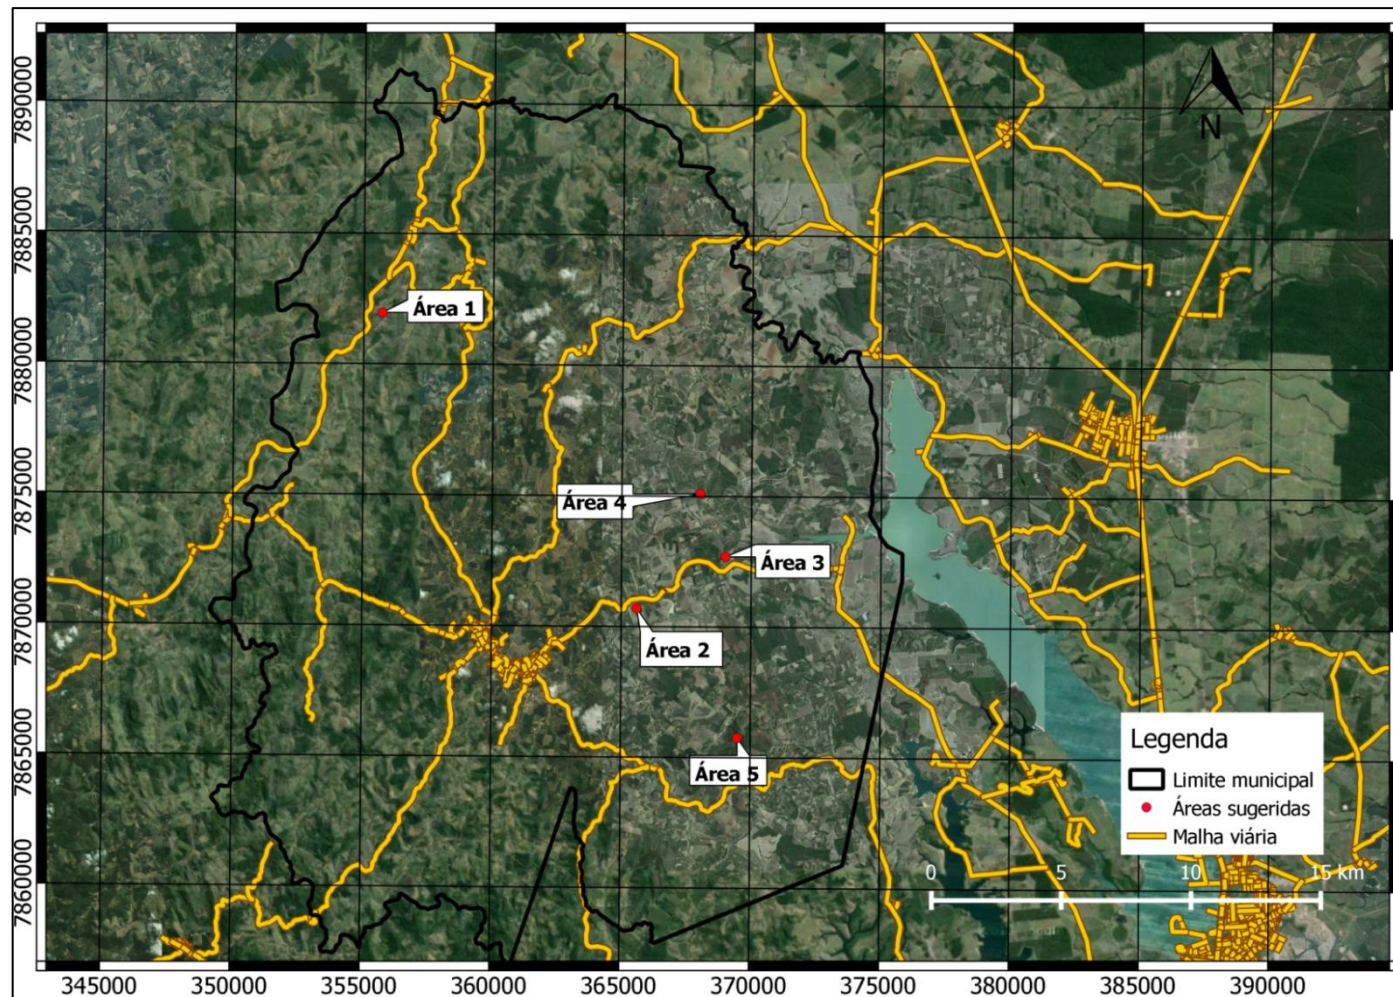 N
7890000
7885000
7880000
7875000
7870000
7865000
7860000
Área 1
Área 4
Área 3
Área 2
Área 5
Legenda
Limite municipal
Áreas sugeridas
Malha viária
0 5 10 15 km
345000 350000 355000 360000 365000 370000 375000 380000 385000 390000